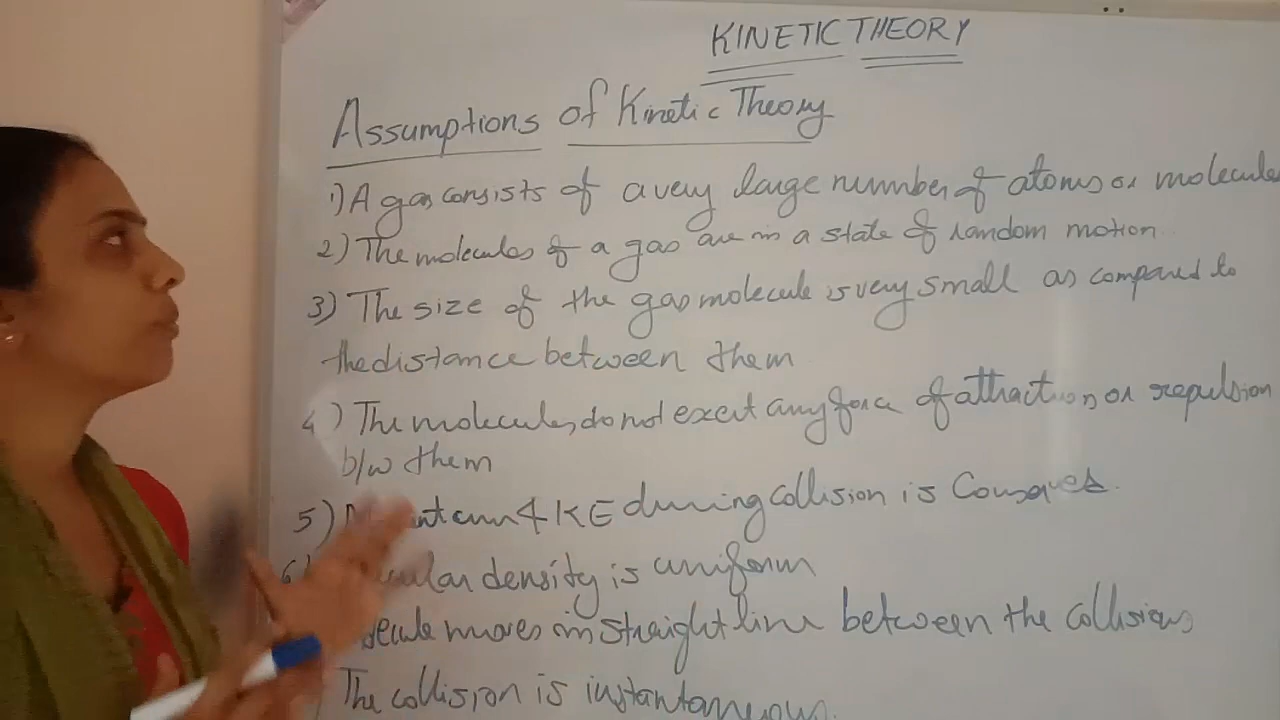 KINETIC THEORY
Assumptions of Kinetic Theory
1) A gas consists of a very large number of atoms or molecules
2) The molecules of a gas are in a state of random motion
3) The size of the gas molecule is very small as compared to
the distance between them
4) The molecules do not exert any force of attraction or repulsion
b/w them
5) & KE during collision is
density is uniform
moves in straight line between the collisions
The collision is instantaneous.